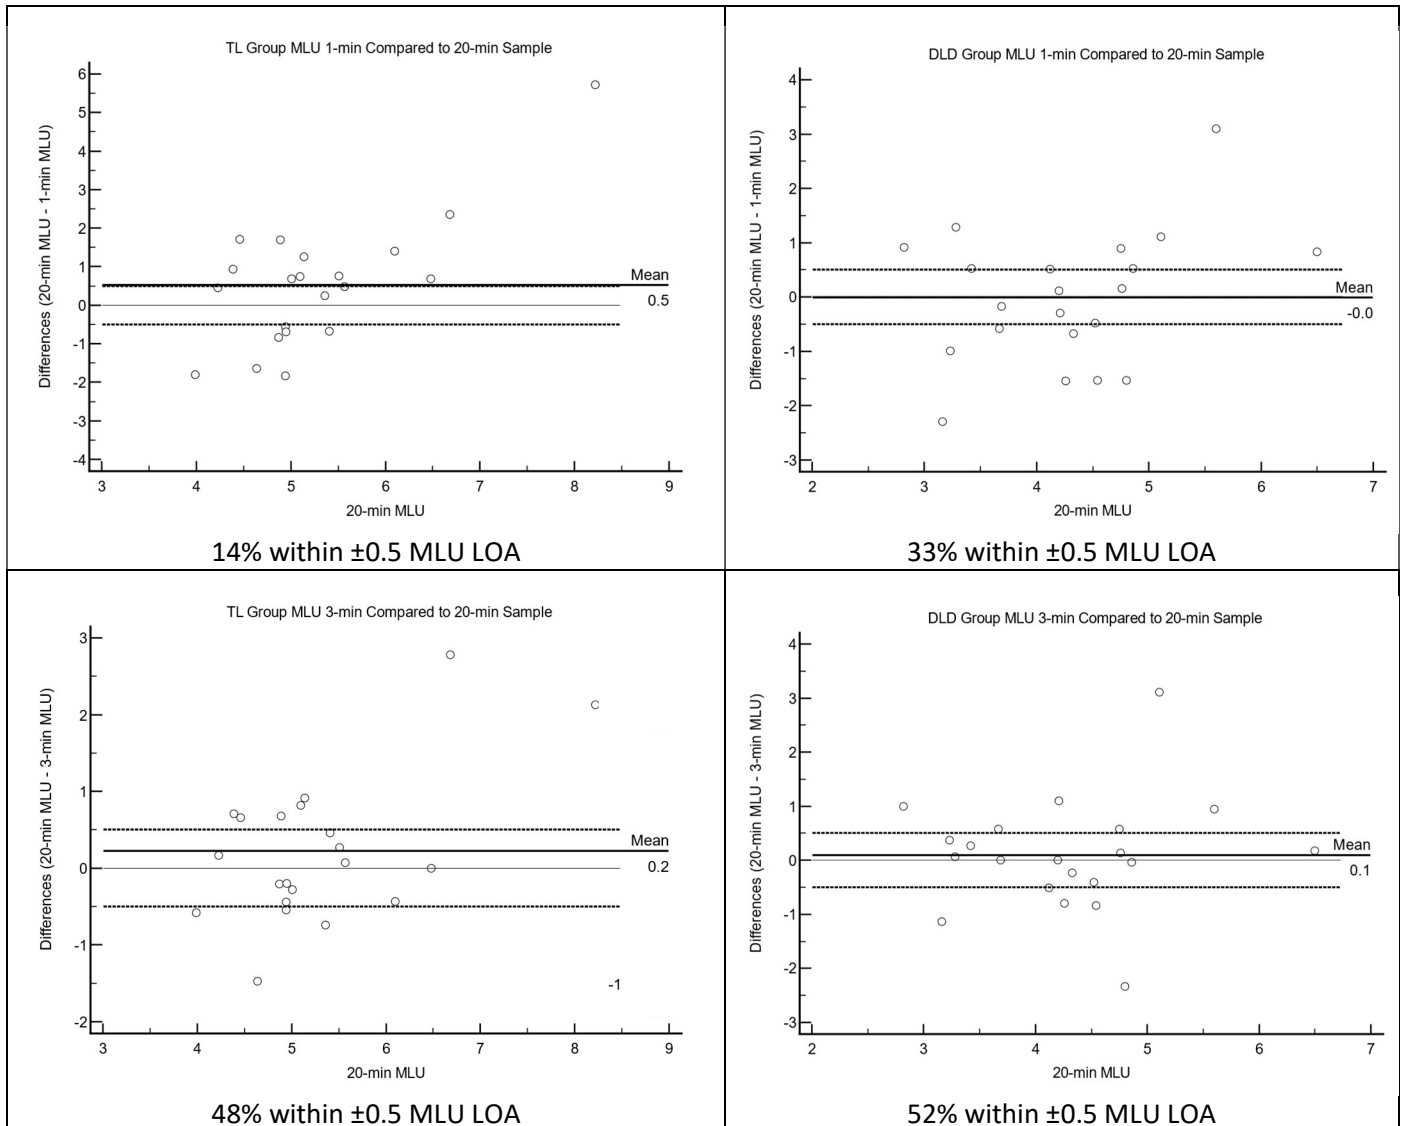 TL Group MLU 1-min Compared to 20-min Sample
Differences (20-min MLU - 1-min MLU)
6
5
4
3
2
1
0
-1
-2
-3
-4
Mean
0.5
3 4 5 6 7 8 9
20-min MLU
14% within ±0.5 MLU LOA
DLD Group MLU 1-min Compared to 20-min Sample
Differences (20-min MLU - 1-min MLU)
4
3
2
1
0
-1
-2
-3
Mean
-0.0
2 3 4 5 6 7
20-min MLU
33% within ±0.5 MLU LOA
TL Group MLU 3-min Compared to 20-min Sample
Differences (20-min MLU - 3-min MLU)
3
2
1
0
-1
-2
Mean
0.2
-1
3 4 5 6 7 8 9
20-min MLU
48% within ±0.5 MLU LOA
DLD Group MLU 3-min Compared to 20-min Sample
Differences (20-min MLU - 3-min MLU)
4
3
2
1
0
-1
-2
-3
Mean
0.1
2 3 4 5 6 7
20-min MLU
52% within ±0.5 MLU LOA